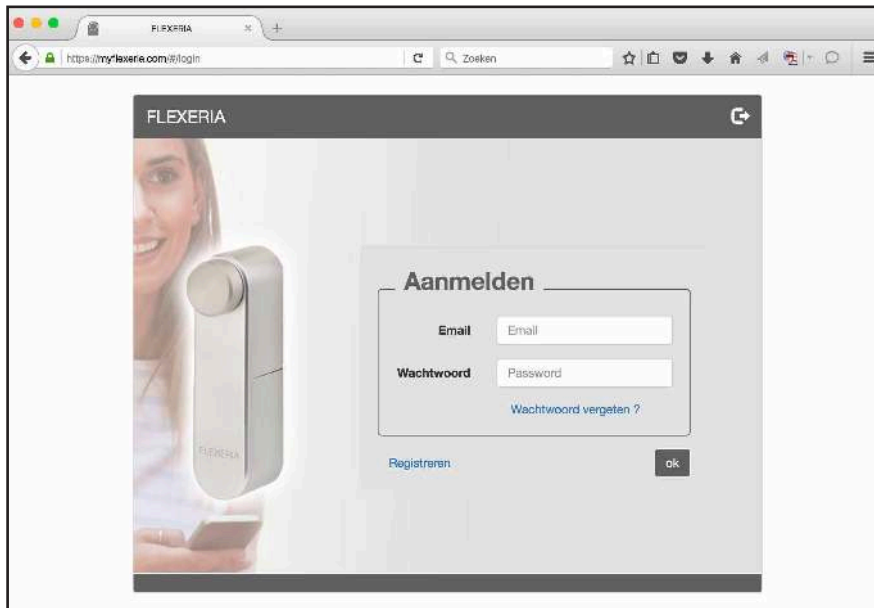 FLEXERIA
https://myflexeria.com/#/login
Zoeken
FLEXERIA
Aanmelden
Email
Email
Wachtwoord
Password
Wachtwoord vergeten ?
FLEXERIA
Registreren
ok